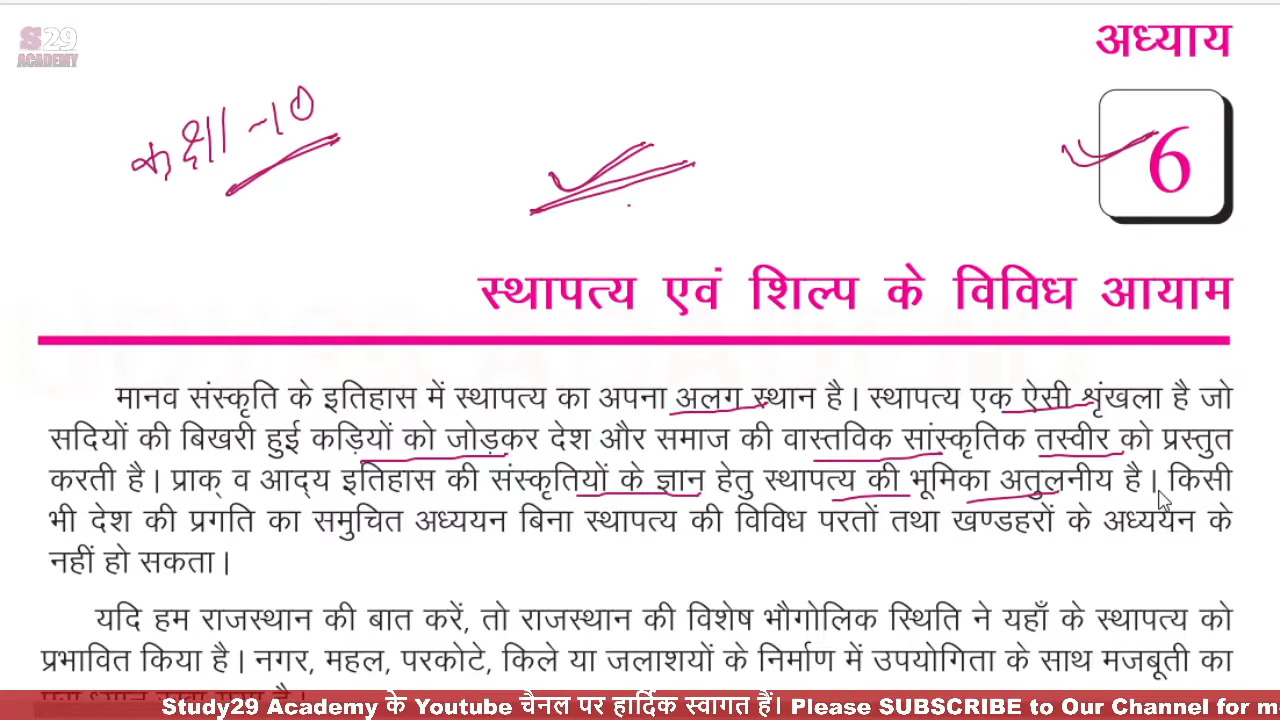 S29
ACADEMY
अध्याय
कक्षा-10
6
स्थापत्य एवं शिल्प के विविध आयाम
मानव संस्कृति के इतिहास में स्थापत्य का अपना अलग स्थान है। स्थापत्य एक ऐसी शृंखला है जो
सदियों की बिखरी हुई कड़ियों को जोड़कर देश और समाज की वास्तविक सांस्कृतिक तस्वीर को प्रस्तुत
करती है। प्राक् व आद्य इतिहास की संस्कृतियों के ज्ञान हेतु स्थापत्य की भूमिका अतुलनीय है। किसी
भी देश की प्रगति का समुचित अध्ययन बिना स्थापत्य की विविध परतों तथा खण्डहरों के अध्ययन के
नहीं हो सकता।
यदि हम राजस्थान की बात करें, तो राजस्थान की विशेष भौगोलिक स्थिति ने यहाँ के स्थापत्य को
प्रभावित किया है। नगर, महल, परकोटे, किले या जलाशयों के निर्माण में उपयोगिता के साथ मजबूती का
Study29 Academy के Youtube चैनल पर हार्दिक स्वागत हैं। Please SUBSCRIBE to Our Channel for m